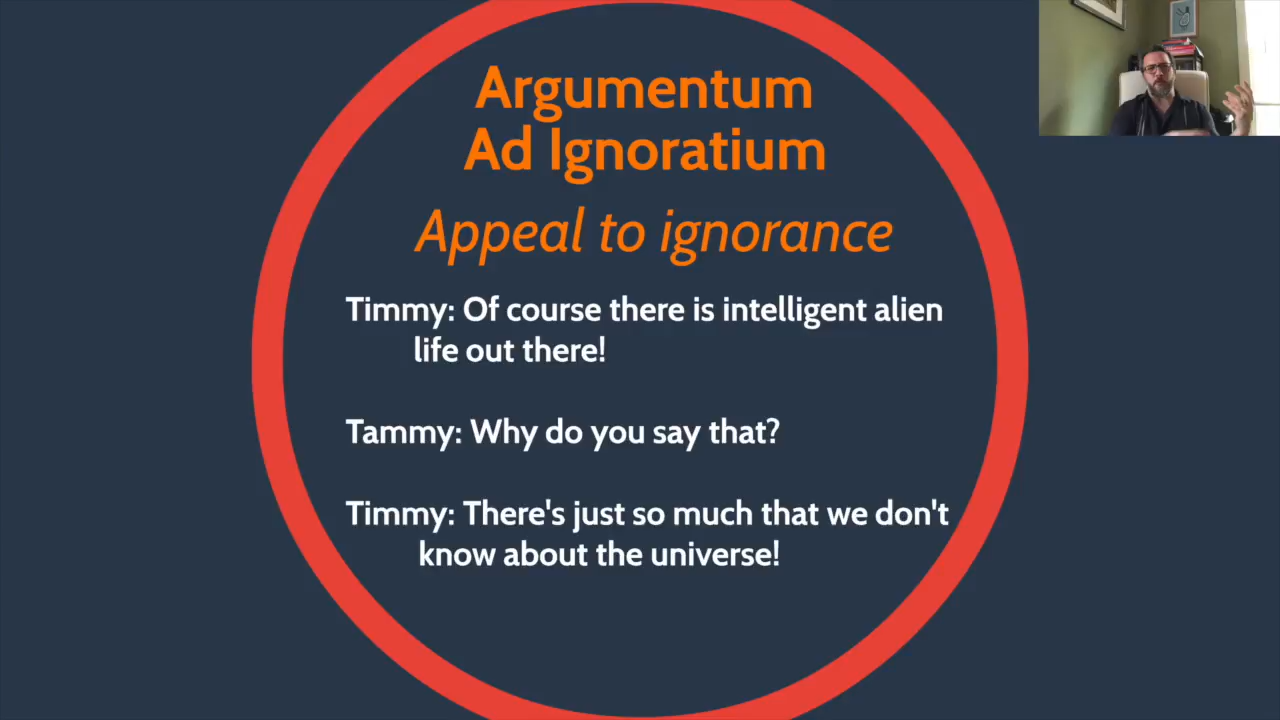 Argumentum
Ad Ignoratium
Appeal to ignorance
Timmy: Of course there is intelligent alien
life out there!
Tammy: Why do you say that?
Timmy: There's just so much that we don't
know about the universe!